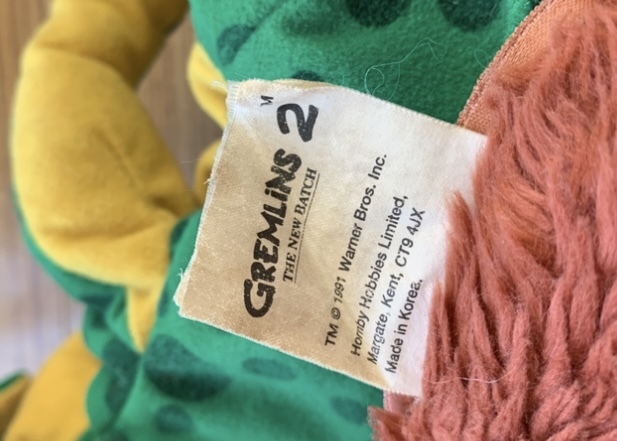 GREMLINS 2
THE NEW BATCH
TM © 1991 Warner Bros. Inc.
Hornby Hobbies Limited,
Margate, Kent, CT9 4JX
Made in Korea.